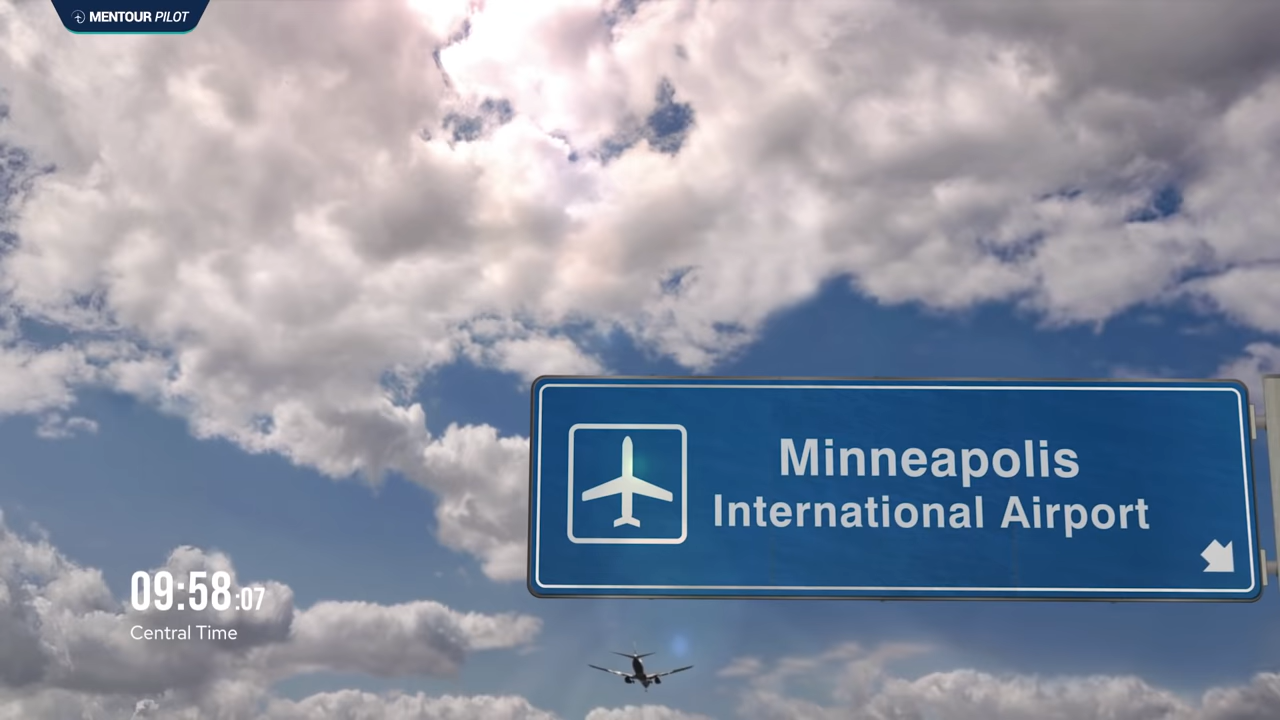 MENTOUR PILOT
Minneapolis
International Airport
09:58:07
Central Time